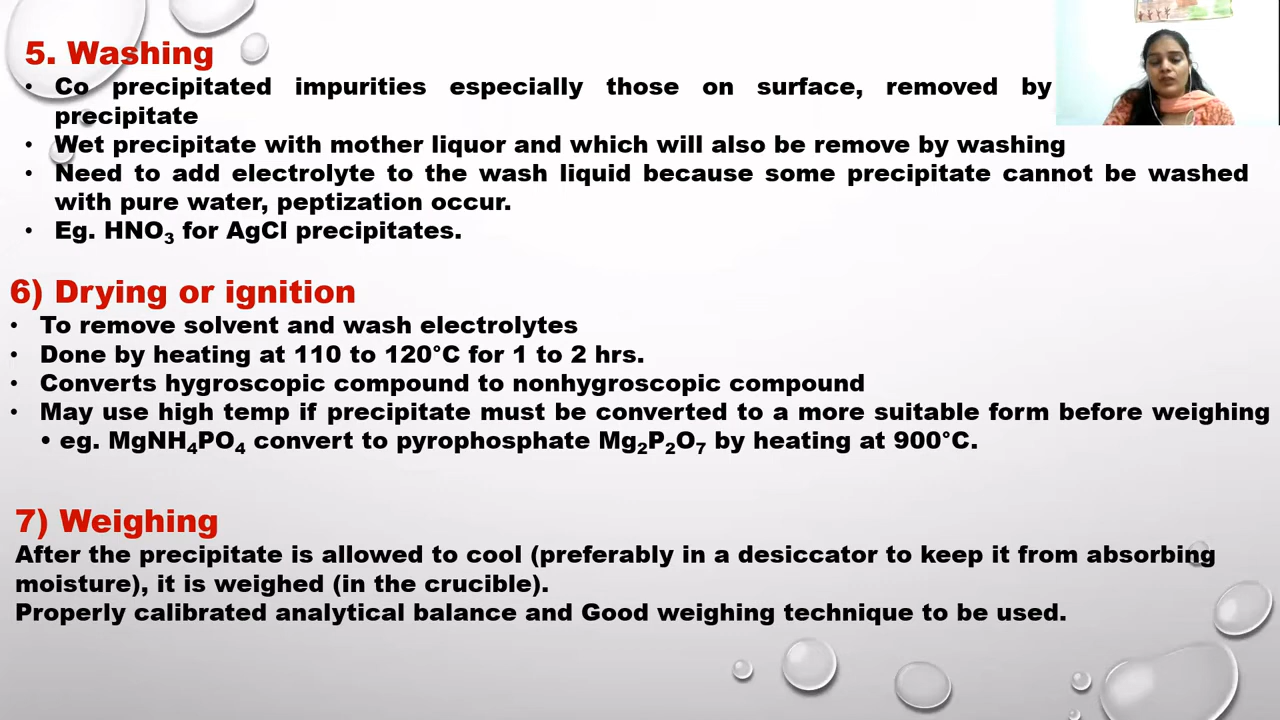 5. Washing
• Co precipitated impurities especially those on surface, removed by
precipitate
• Wet precipitate with mother liquor and which will also be remove by washing
• Need to add electrolyte to the wash liquid because some precipitate cannot be washed
with pure water, peptization occur.
• Eg. HNO₃ for AgCl precipitates.
6) Drying or ignition
• To remove solvent and wash electrolytes
• Done by heating at 110 to 120°C for 1 to 2 hrs.
• Converts hygroscopic compound to nonhygroscopic compound
• May use high temp if precipitate must be converted to a more suitable form before weighing
• eg. MgNH₄PO₄ convert to pyrophosphate Mg₂P₂O₇ by heating at 900°C.
7) Weighing
After the precipitate is allowed to cool (preferably in a desiccator to keep it from absorbing
moisture), it is weighed (in the crucible).
Properly calibrated analytical balance and Good weighing technique to be used.